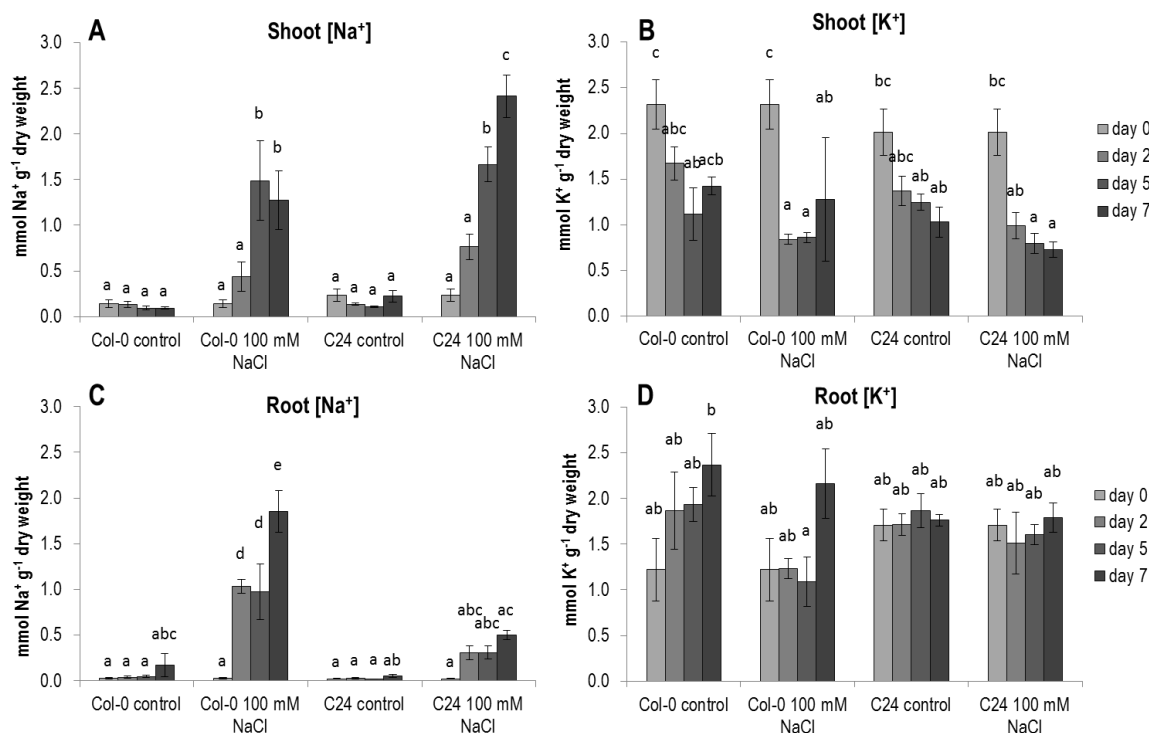 A
Shoot [Na⁺]
mmol Na⁺ g⁻¹ dry weight
3.0
2.5
2.0
1.5
1.0
0.5
0.0
a a a a
a a b b
a a a a
a a b c
Col-0 control
Col-0 100 mM NaCl
C24 control
C24 100 mM NaCl
B
Shoot [K⁺]
mmol K⁺ g⁻¹ dry weight
3.0
2.5
2.0
1.5
1.0
0.5
0.0
c abc ab acb
c a a ab
bc abc ab ab
bc ab a a
Col-0 control
Col-0 100 mM NaCl
C24 control
C24 100 mM NaCl
day 0
day 2
day 5
day 7
C
Root [Na⁺]
mmol Na⁺ g⁻¹ dry weight
3.0
2.5
2.0
1.5
1.0
0.5
0.0
a a a abc
a d d e
a a a ab
a abc abc ac
Col-0 control
Col-0 100 mM NaCl
C24 control
C24 100 mM NaCl
D
Root [K⁺]
mmol K⁺ g⁻¹ dry weight
3.0
2.5
2.0
1.5
1.0
0.5
0.0
ab ab ab b
ab ab a ab
ab ab ab ab
ab ab ab ab
Col-0 control
Col-0 100 mM NaCl
C24 control
C24 100 mM NaCl
day 0
day 2
day 5
day 7